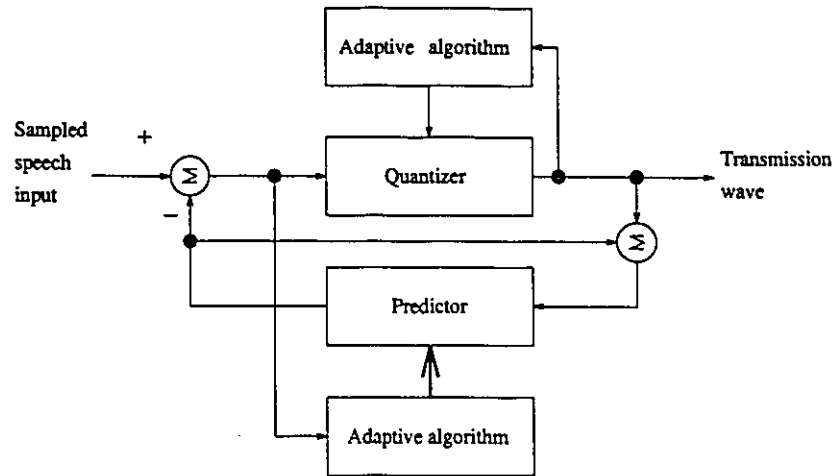 Adaptive algorithm
Sampled
speech
input
+
M
−
Quantizer
Transmission
wave
M
Predictor
Adaptive algorithm